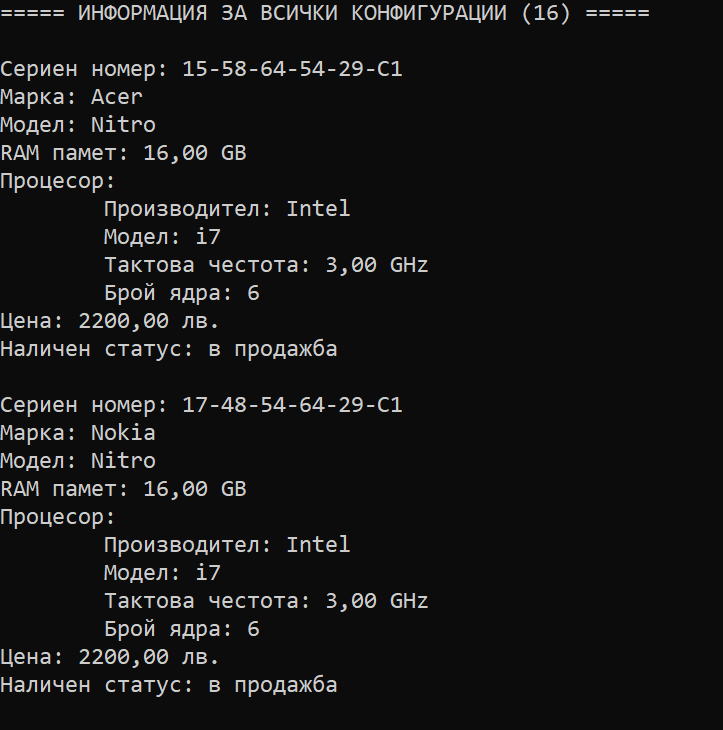 ===== ИНФОРМАЦИЯ ЗА ВСИЧКИ КОНФИГУРАЦИИ (16) =====
Сериен номер: 15-58-64-54-29-C1
Марка: Acer
Модел: Nitro
RAM памет: 16,00 GB
Процесор:
Производител: Intel
Модел: i7
Тактова честота: 3,00 GHz
Брой ядра: 6
Цена: 2200,00 лв.
Наличен статус: в продажба
Сериен номер: 17-48-54-64-29-C1
Марка: Nokia
Модел: Nitro
RAM памет: 16,00 GB
Процесор:
Производител: Intel
Модел: i7
Тактова честота: 3,00 GHz
Брой ядра: 6
Цена: 2200,00 лв.
Наличен статус: в продажба